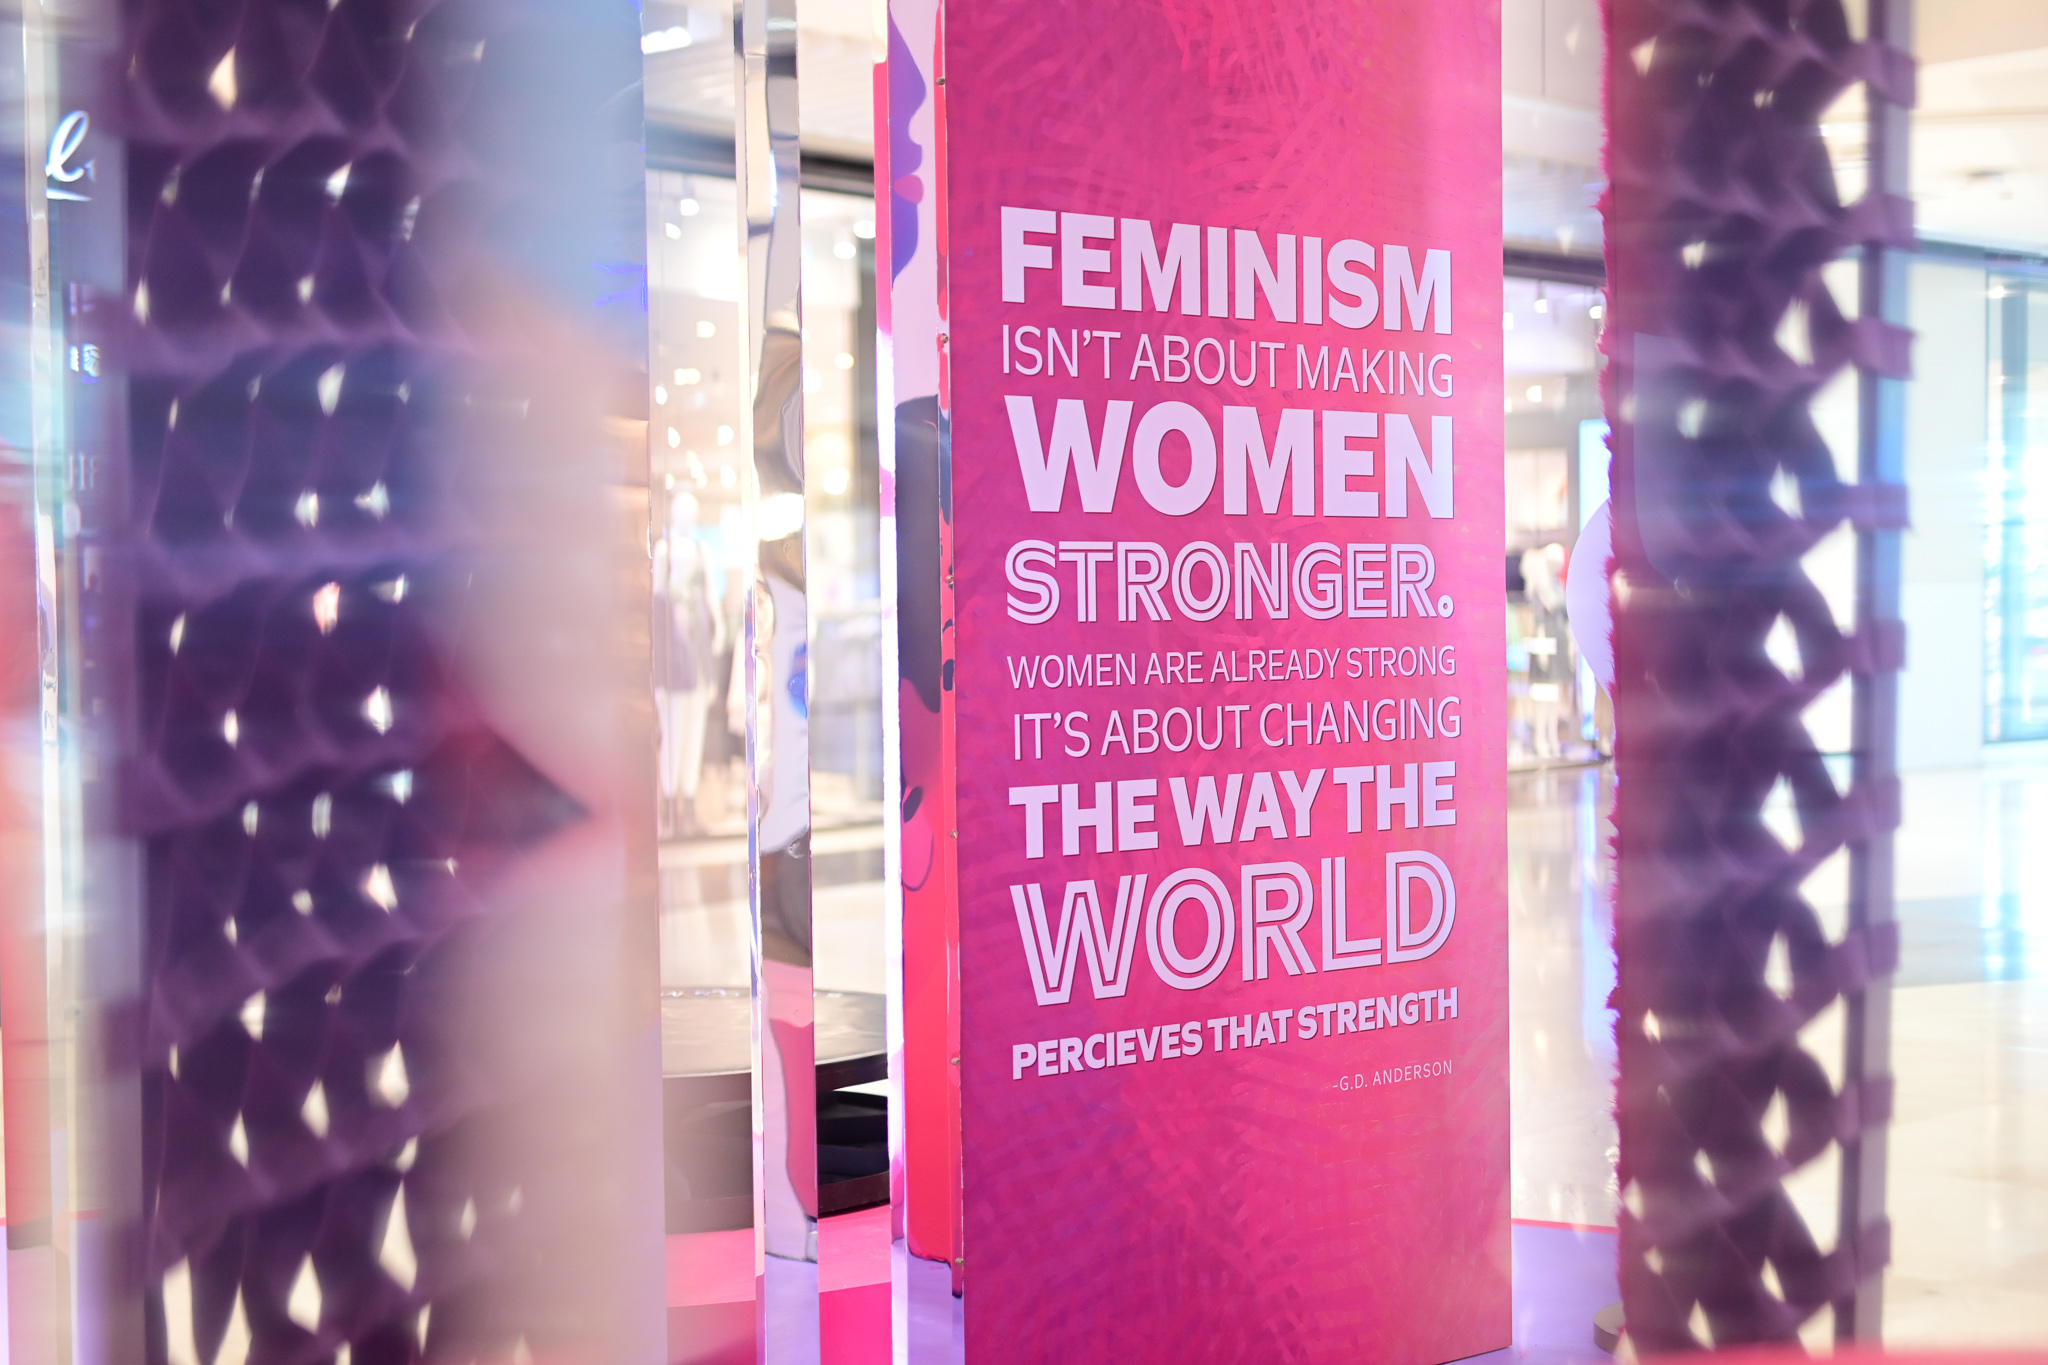 FEMINISM
ISN'T ABOUT MAKING
WOMEN
STRONGER.
WOMEN ARE ALREADY STRONG
IT'S ABOUT CHANGING
THE WAY THE
WORLD
PERCIEVES THAT STRENGTH
-G.D. ANDERSON